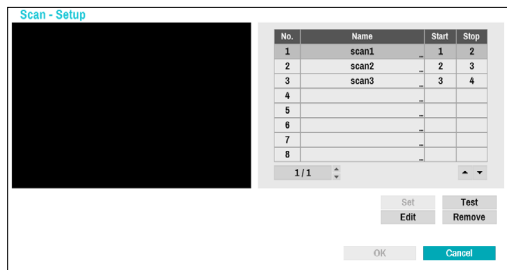 Scan - Setup
No. Name Start Stop
1 scan1 ... 1 2
2 scan2 ... 2 3
3 scan3 ... 3 4
4 ...
5 ...
6 ...
7 ...
8 ...
1 / 1
Set Test
Edit Remove
OK Cancel